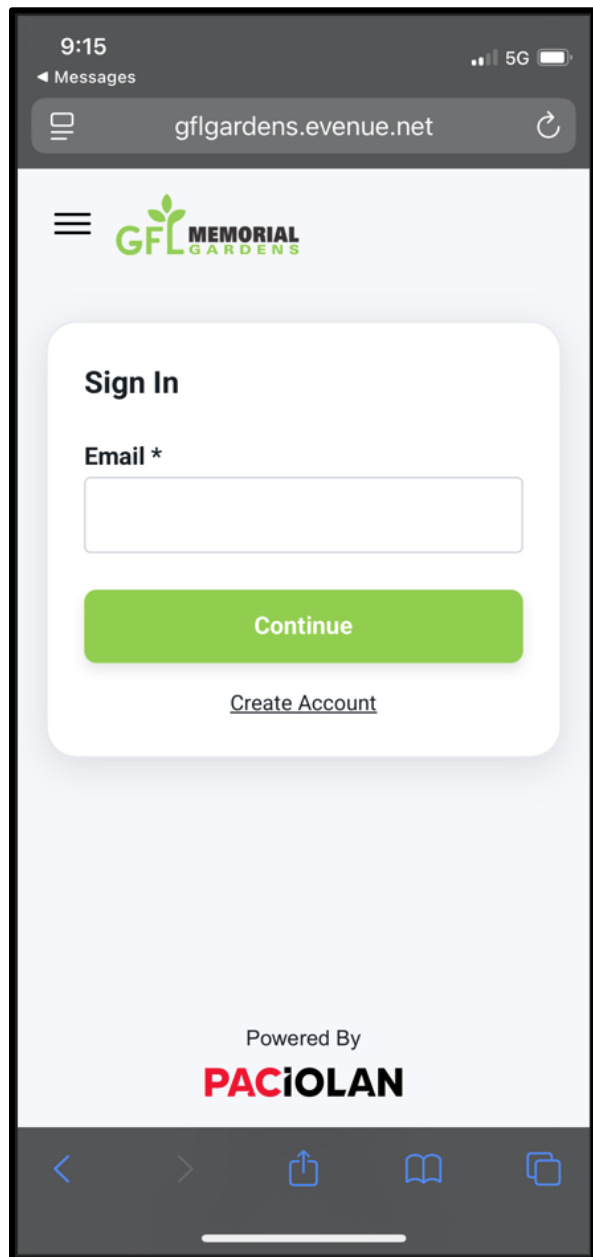 9:15
5G
Messages
gflgardens.evenue.net
GFL MEMORIAL
GARDENS
Sign In
Email *
Continue
Create Account
Powered By
PACiOLAN